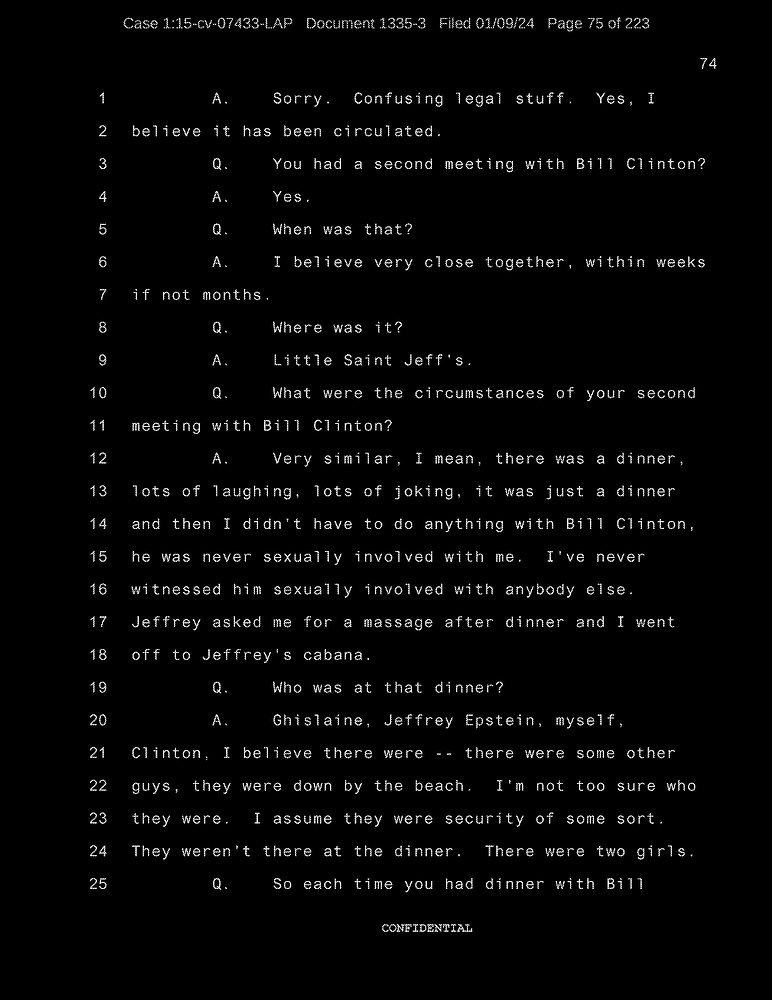 Case 1:15-cv-07433-LAP Document 1335-3 Filed 01/09/24 Page 75 of 223
74
1 A. Sorry. Confusing legal stuff. Yes, I
2 believe it has been circulated.
3 Q. You had a second meeting with Bill Clinton?
4 A. Yes.
5 Q. When was that?
6 A. I believe very close together, within weeks
7 if not months.
8 Q. Where was it?
9 A. Little Saint Jeff's.
10 Q. What were the circumstances of your second
11 meeting with Bill Clinton?
12 A. Very similar, I mean, there was a dinner,
13 lots of laughing, lots of joking, it was just a dinner
14 and then I didn't have to do anything with Bill Clinton,
15 he was never sexually involved with me. I've never
16 witnessed him sexually involved with anybody else.
17 Jeffrey asked me for a massage after dinner and I went
18 off to Jeffrey's cabana.
19 Q. Who was at that dinner?
20 A. Ghislaine, Jeffrey Epstein, myself,
21 Clinton, I believe there were -- there were some other
22 guys, they were down by the beach. I'm not too sure who
23 they were. I assume they were security of some sort.
24 They weren't there at the dinner. There were two girls.
25 Q. So each time you had dinner with Bill
CONFIDENTIAL